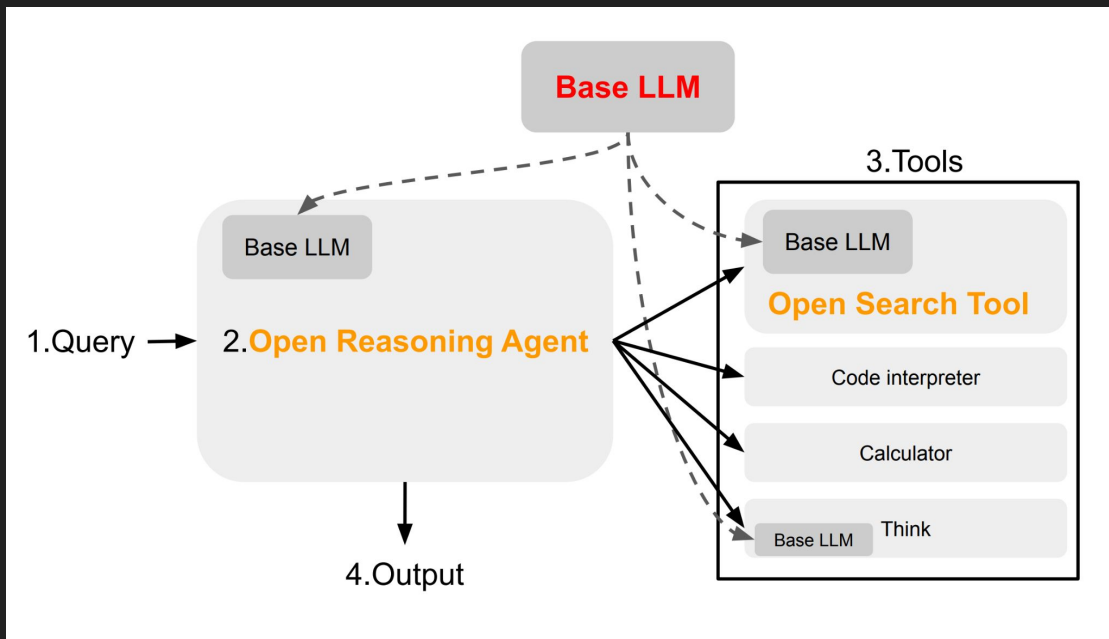 Base LLM
3.Tools
Base LLM
Base LLM
Open Search Tool
1.Query
2.Open Reasoning Agent
Code interpreter
Calculator
Think
Base LLM
4.Output